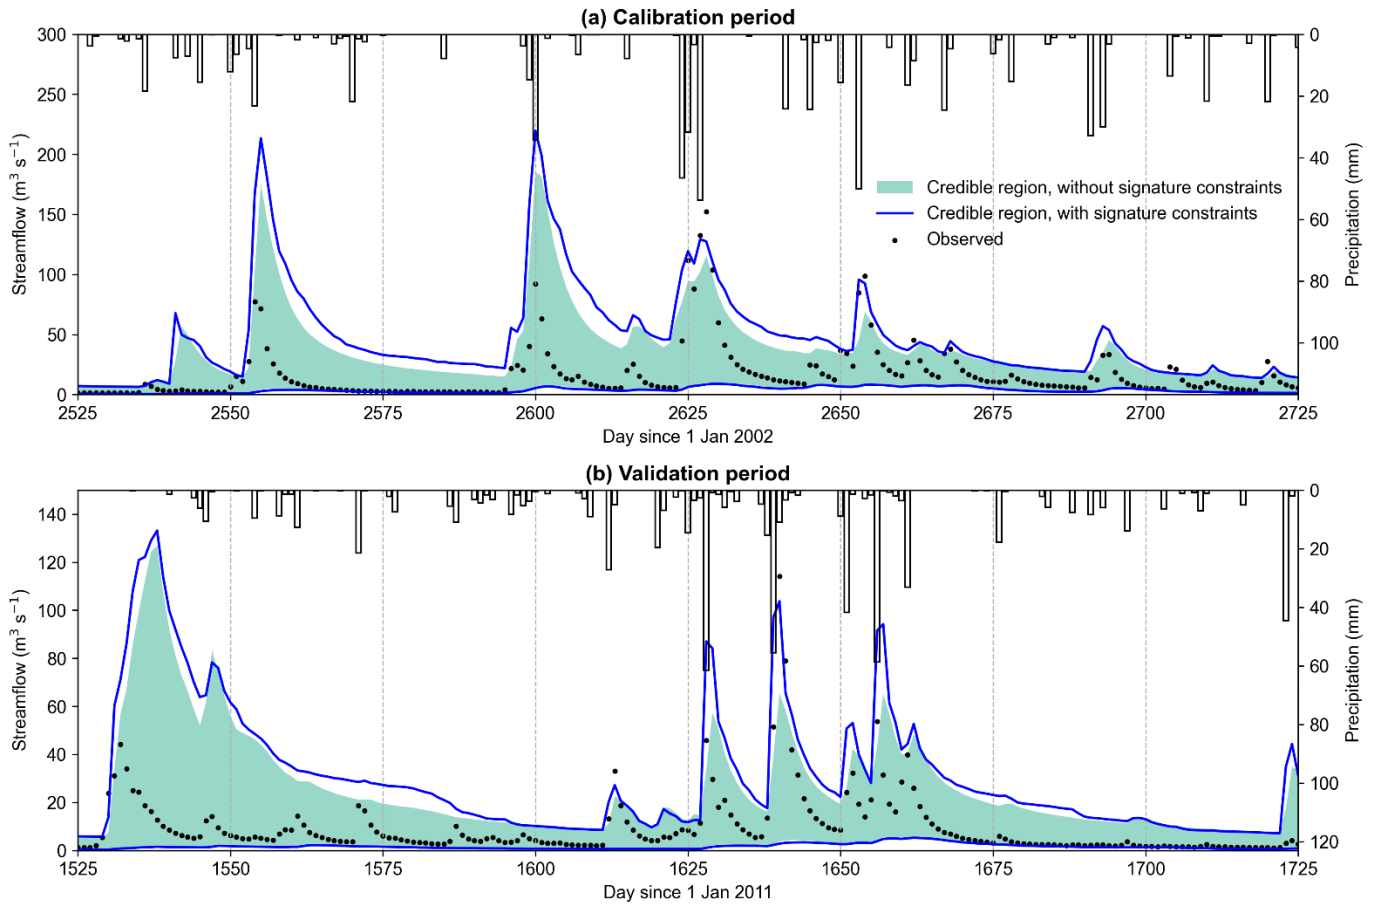 (a) Calibration period
300
250
200
150
100
50
0
Streamflow (m³ s⁻¹)
0
20
40
60
80
100
Precipitation (mm)
Credible region, without signature constraints
Credible region, with signature constraints
Observed
2525 2550 2575 2600 2625 2650 2675 2700 2725
Day since 1 Jan 2002
(b) Validation period
140
120
100
80
60
40
20
0
Streamflow (m³ s⁻¹)
0
20
40
60
80
100
120
Precipitation (mm)
1525 1550 1575 1600 1625 1650 1675 1700 1725
Day since 1 Jan 2011